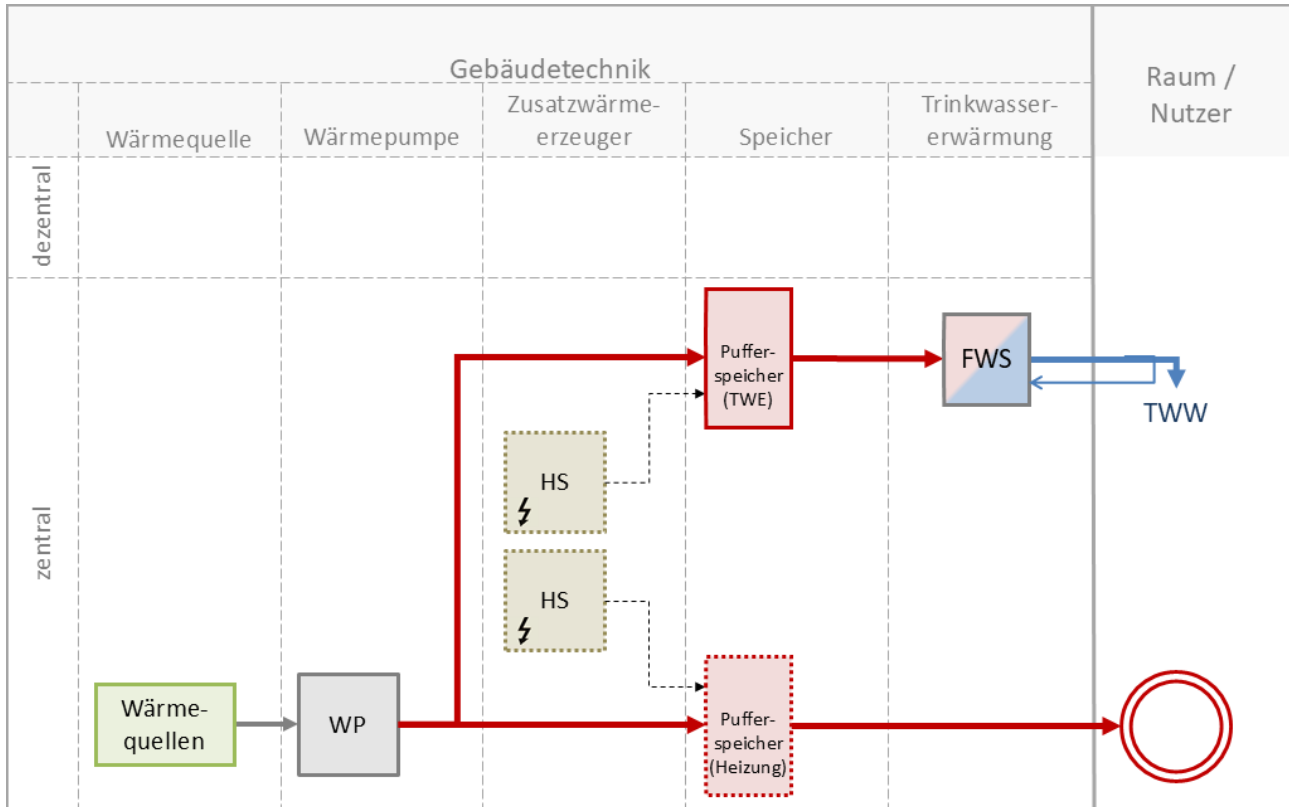 Gebäudetechnik
Raum /
Nutzer
Wärmequelle
Wärmepumpe
Zusatzwärme-
erzeuger
Speicher
Trinkwasser-
erwärmung
dezentral
zentral
Puffer-
speicher
(TWE)
FWS
TWW
HS
HS
Wärme-
quellen
WP
Puffer-
speicher
(Heizung)